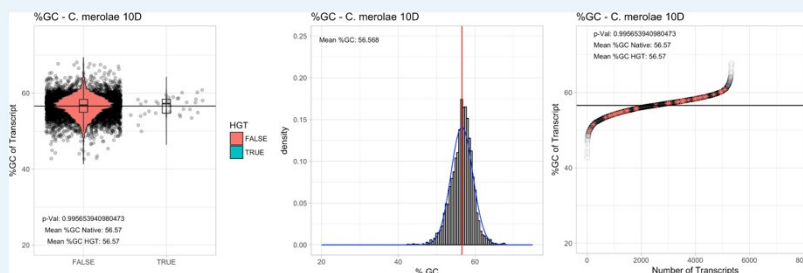 %GC - C. merolae 10D
%GC of Transcript
60
40
20
p-Val: 0.995653940980473
Mean %GC Native: 56.57
Mean %GC HGT: 56.57
FALSE
TRUE
HGT
FALSE
TRUE
%GC - C. merolae 10D
Mean %GC: 56.568
density
0.25
0.20
0.15
0.10
0.05
0.00
20
40
60
% GC
%GC - C. merolae 10D
p-Val: 0.995653940980473
Mean %GC Native: 56.57
Mean %GC HGT: 56.57
%GC of Transcript
60
40
20
0
2000
4000
6000
Number of Transcripts